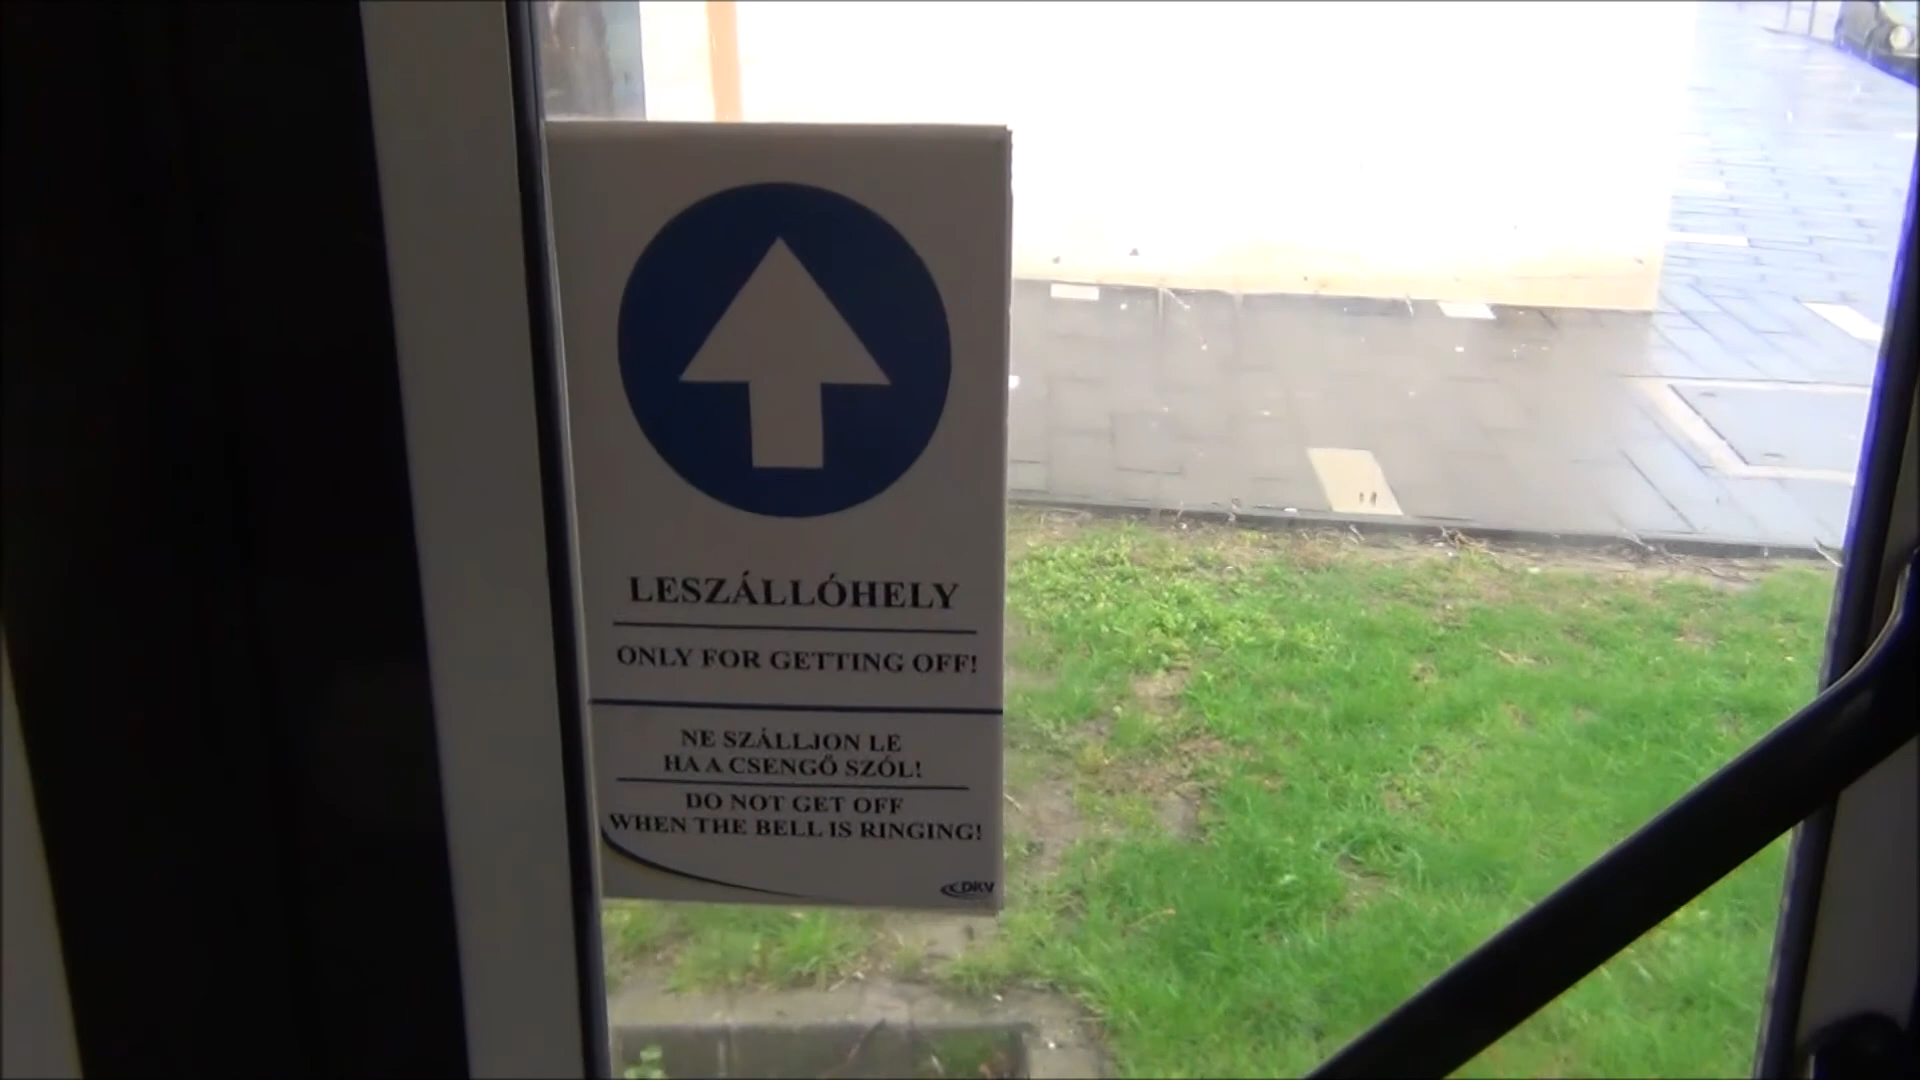 LESZÁLLÓHELY
ONLY FOR GETTING OFF!
NE SZÁLLJON LE
HA A CSENGŐ SZÓL!
DO NOT GET OFF
WHEN THE BELL IS RINGING!
DKV